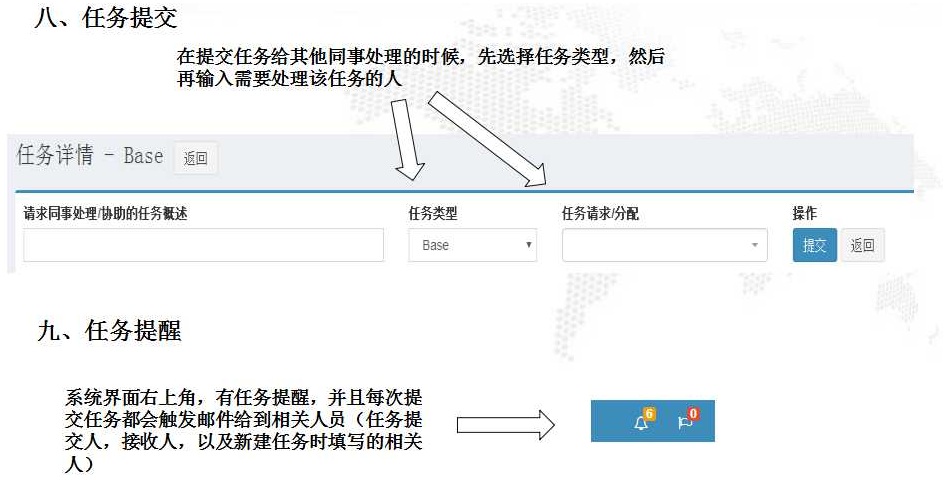 八、任务提交
在提交任务给其他同事处理的时候，先选择任务类型，然后
再输入需要处理该任务的人
任务详情 - Base 返回
请求同事处理/协助的任务概述 任务类型 任务请求/分配 操作
Base 提交 返回
九、任务提醒
系统界面右上角，有任务提醒，并且每次提
交任务都会触发邮件给到相关人员（任务提
交人，接收人，以及新建任务时填写的相关
人）
6 0